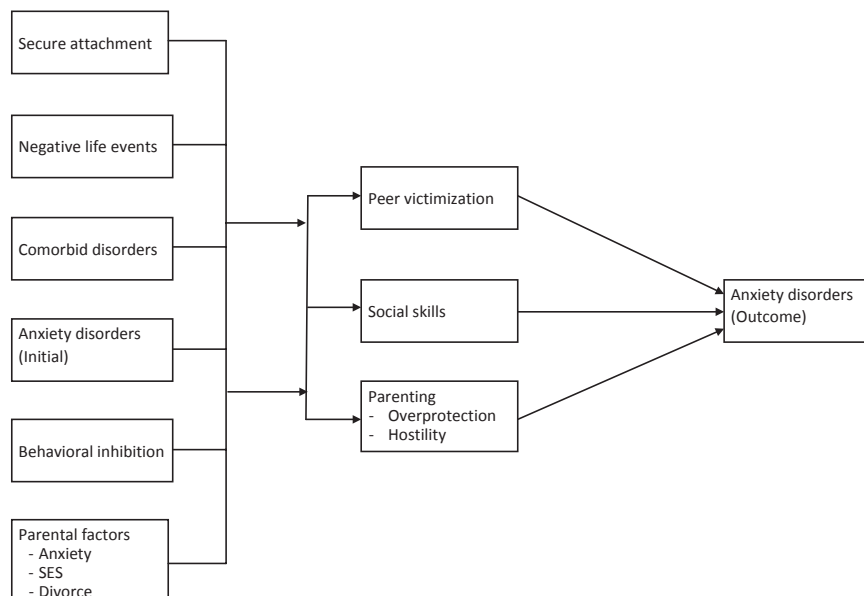 Secure attachment
Negative life events
Comorbid disorders
Anxiety disorders
(Initial)
Behavioral inhibition
Parental factors
- Anxiety
- SES
- Divorce
Peer victimization
Social skills
Parenting
- Overprotection
- Hostility
Anxiety disorders
(Outcome)